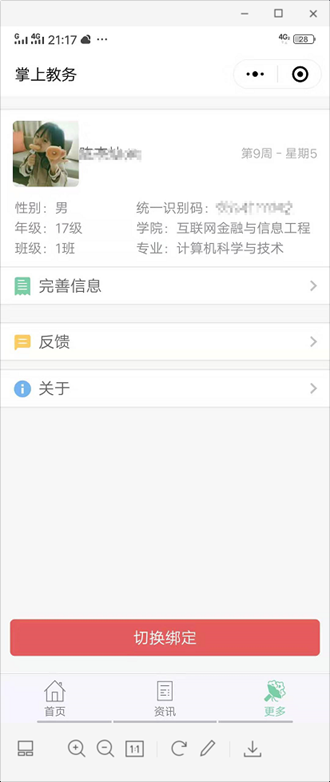 21:17
4G 28
掌上教务
第9周 - 星期5
性别：男
统一识别码：
年级：17级
学院：互联网金融与信息工程
班级：1班
专业：计算机科学与技术
完善信息
反馈
关于
切换绑定
首页
资讯
更多
1:1